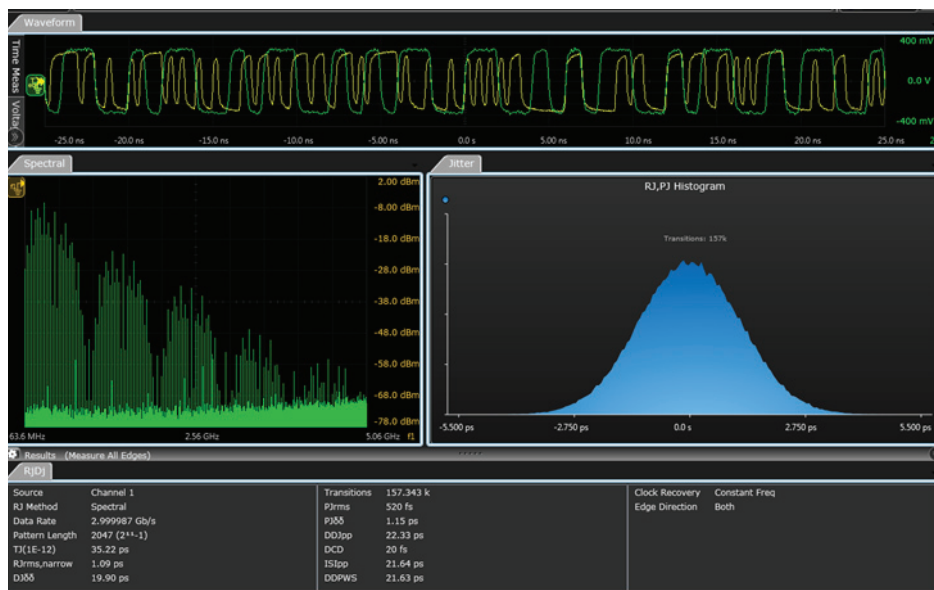 Waveform
Time Meas
400 mV
0.0 V
-400 mV
-25.0 ns -20.0 ns -15.0 ns -10.0 ns -5.00 ns 0.0 s 5.00 ns 10.0 ns 15.0 ns 20.0 ns 25.0 ns 2
Spectral
2.00 dBm
-8.00 dBm
-18.0 dBm
-28.0 dBm
-38.0 dBm
-48.0 dBm
-58.0 dBm
-68.0 dBm
-78.0 dBm
63.6 MHz 2.56 GHz 5.06 GHz f1
Jitter
RJ,PJ Histogram
Transitions: 157k
-5.500 ps -2.750 ps 0.0 s 2.750 ps 5.500 ps
Results (Measure All Edges)
RJDJ
Source Channel 1
RJ Method Spectral
Data Rate 2.999987 Gb/s
Pattern Length 2047 (2¹¹-1)
TJ(1E-12) 35.22 ps
RJrms,narrow 1.09 ps
DJδδ 19.90 ps
Transitions 157.343 k
PJrms 520 fs
PJδδ 1.15 ps
DDJpp 22.33 ps
DCD 20 fs
ISIpp 21.64 ps
DDPWS 21.63 ps
Clock Recovery Constant Freq
Edge Direction Both